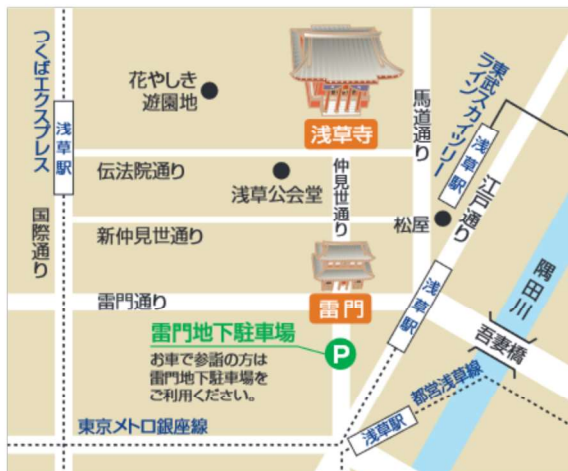 つくばエクスプレス
浅草駅
国際通り
花やしき
遊園地
浅草寺
馬道通り
東武スカイツリー
ライン
浅草駅
江戸通り
伝法院通り
浅草公会堂
仲見世通り
松屋
新仲見世通り
雷門通り
雷門
浅草駅
隅田川
吾妻橋
雷門地下駐車場
P
お車で参詣の方は
雷門地下駐車場を
ご利用ください。
都営浅草線
浅草駅
東京メトロ銀座線